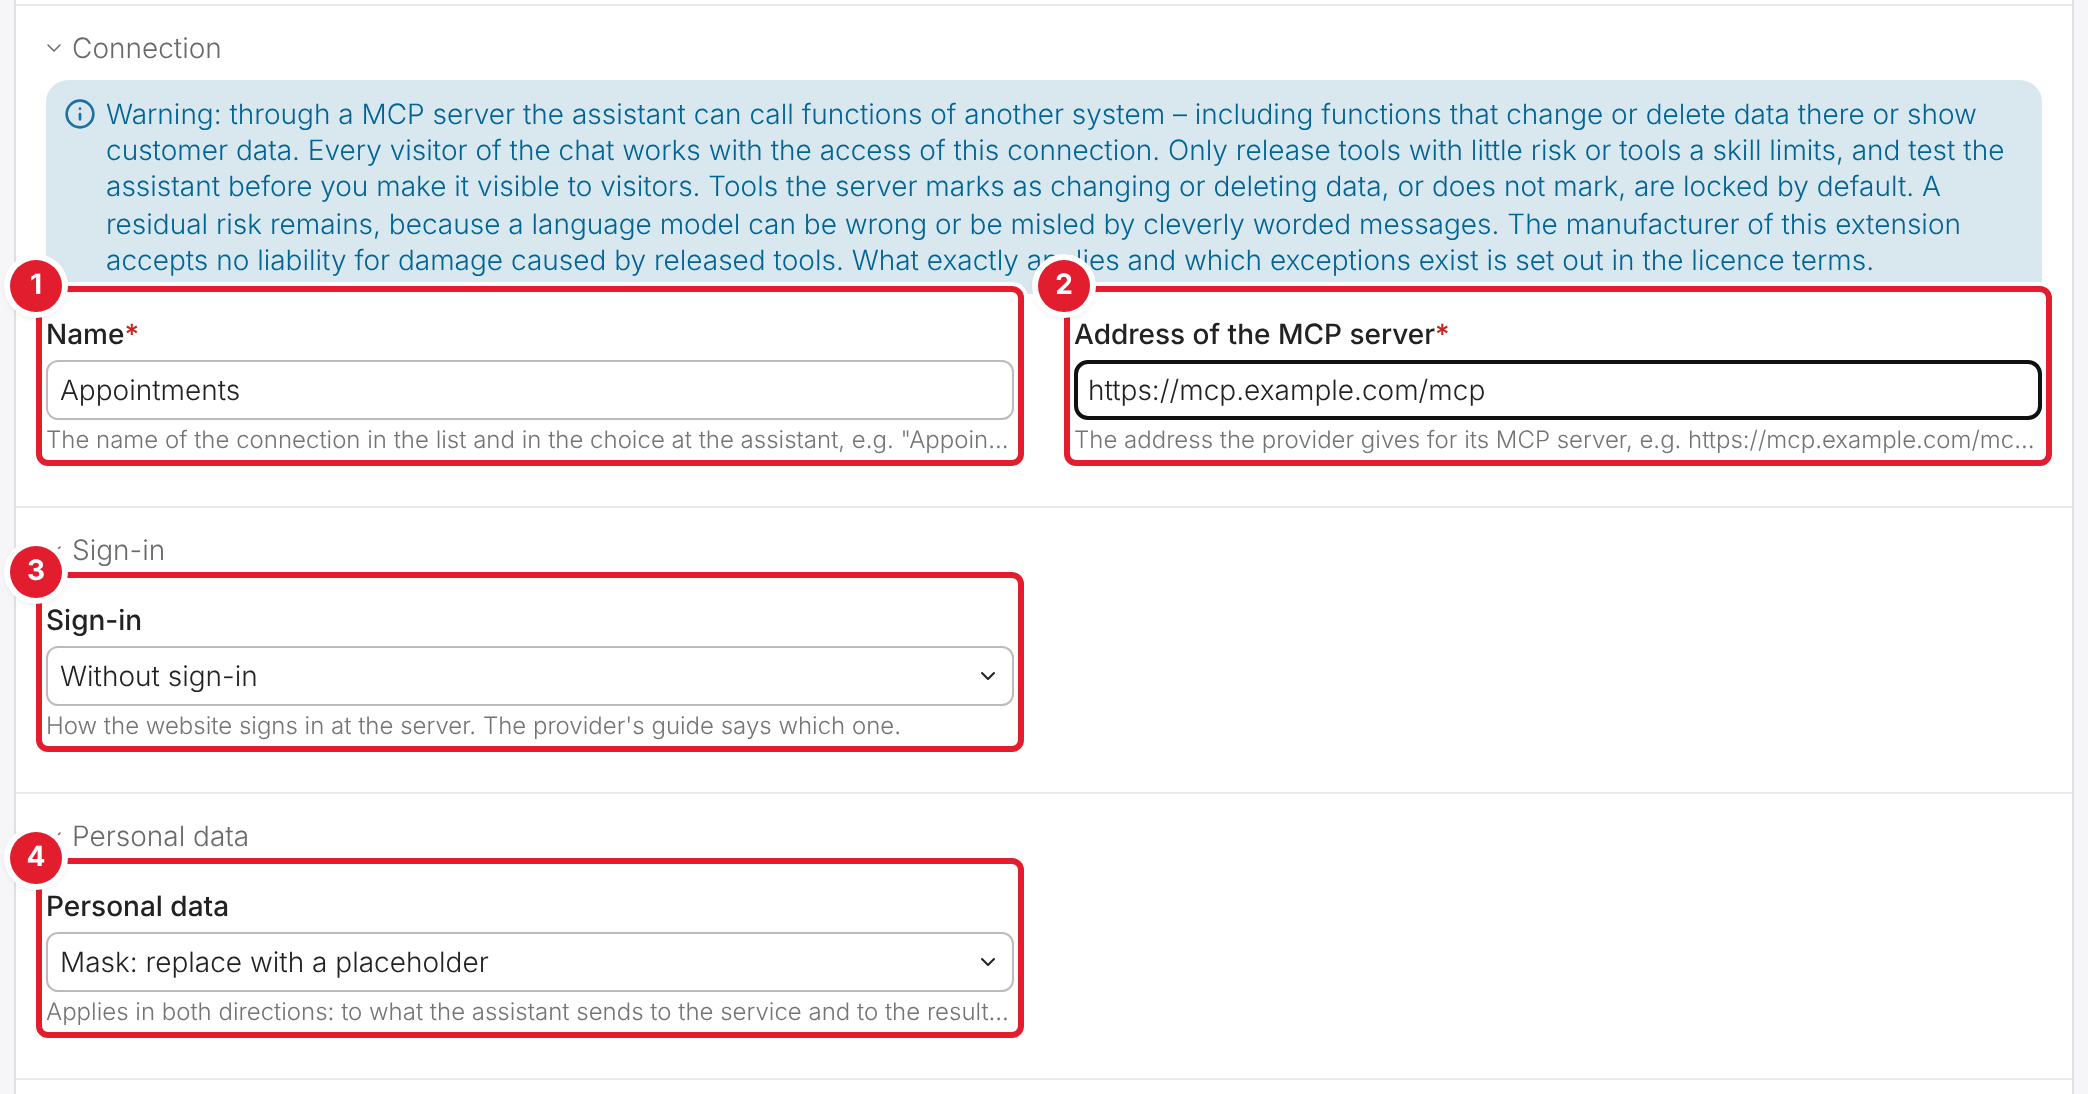 Connection
Warning: through a MCP server the assistant can call functions of another system – including functions that change or delete data there or show
customer data. Every visitor of the chat works with the access of this connection. Only release tools with little risk or tools a skill limits, and test the
assistant before you make it visible to visitors. Tools the server marks as changing or deleting data, or does not mark, are locked by default. A
residual risk remains, because a language model can be wrong or be misled by cleverly worded messages. The manufacturer of this extension
accepts no liability for damage caused by released tools. What exactly and which exceptions exist is set out in the licence terms.
1
2
Name*
Address of the MCP server*
Appointments
https://mcp.example.com/mcp
The name of the connection in the list and in the choice at the assistant, e.g. "Appoin...
The address the provider gives for its MCP server, e.g. https://mcp.example.com/mc...
Sign-in
3
Sign-in
Without sign-in
How the website signs in at the server. The provider's guide says which one.
Personal data
4
Personal data
Mask: replace with a placeholder
Applies in both directions: to what the assistant sends to the service and to the result...